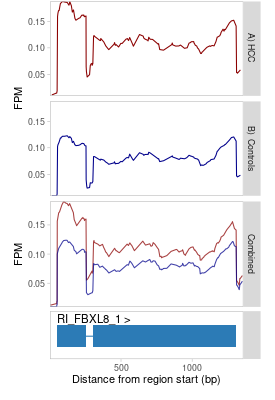 0.15
0.10
0.05
FPM
A) HCC
0.15
0.10
0.05
B) Controls
0.15
0.10
0.05
FPM
Combined
RI_FBXL8_1 >
500
1000
Distance from region start (bp)